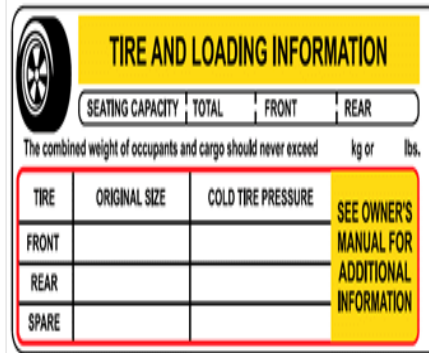 TIRE AND LOADING INFORMATION
SEATING CAPACITY TOTAL FRONT REAR
The combined weight of occupants and cargo should never exceed kg or lbs.
TIRE ORIGINAL SIZE COLD TIRE PRESSURE
FRONT
REAR
SPARE
SEE OWNER'S
MANUAL FOR
ADDITIONAL
INFORMATION